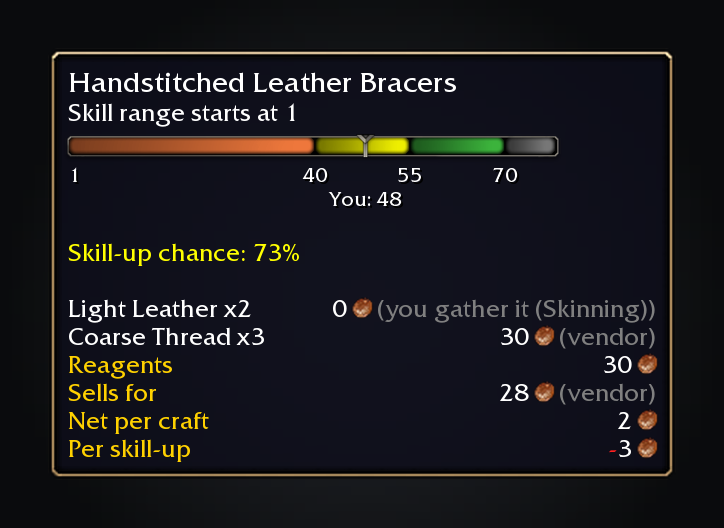 Handstitched Leather Bracers
Skill range starts at 1
1 40 55 70
You: 48
Skill-up chance: 73%
Light Leather x2 0 (you gather it (Skinning))
Coarse Thread x3 30 (vendor)
Reagents 30
Sells for 28 (vendor)
Net per craft 2
Per skill-up -3